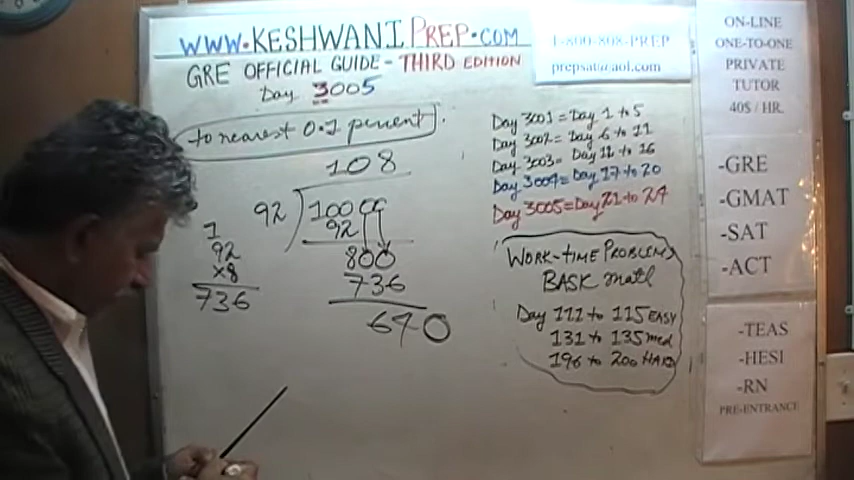 WWW.KESHWANIPREP.COM
GRE OFFICIAL GUIDE - THIRD EDITION
Day 3005
to nearest 0.1 percent.
108
92 10000
92
800
736
640
1
92
×8
736
1-800-808-PREP
prepsat@aol.com
Day 3001 = Day 1 to 5
Day 3002 = Day 6 to 11
Day 3003 = Day 12 to 16
Day 3004 = Day 17 to 20
Day 3005 = Day 21 to 24
WORK-TIME PROBLEMS
BASK math
Day 111 to 115 EASY
131 to 135 med
196 to 200 HARD
ON-LINE
ONE-TO-ONE
PRIVATE
TUTOR
40$ / HR.
-GRE
-GMAT
-SAT
-ACT
-TEAS
-HESI
-RN
PRE-ENTRANCE